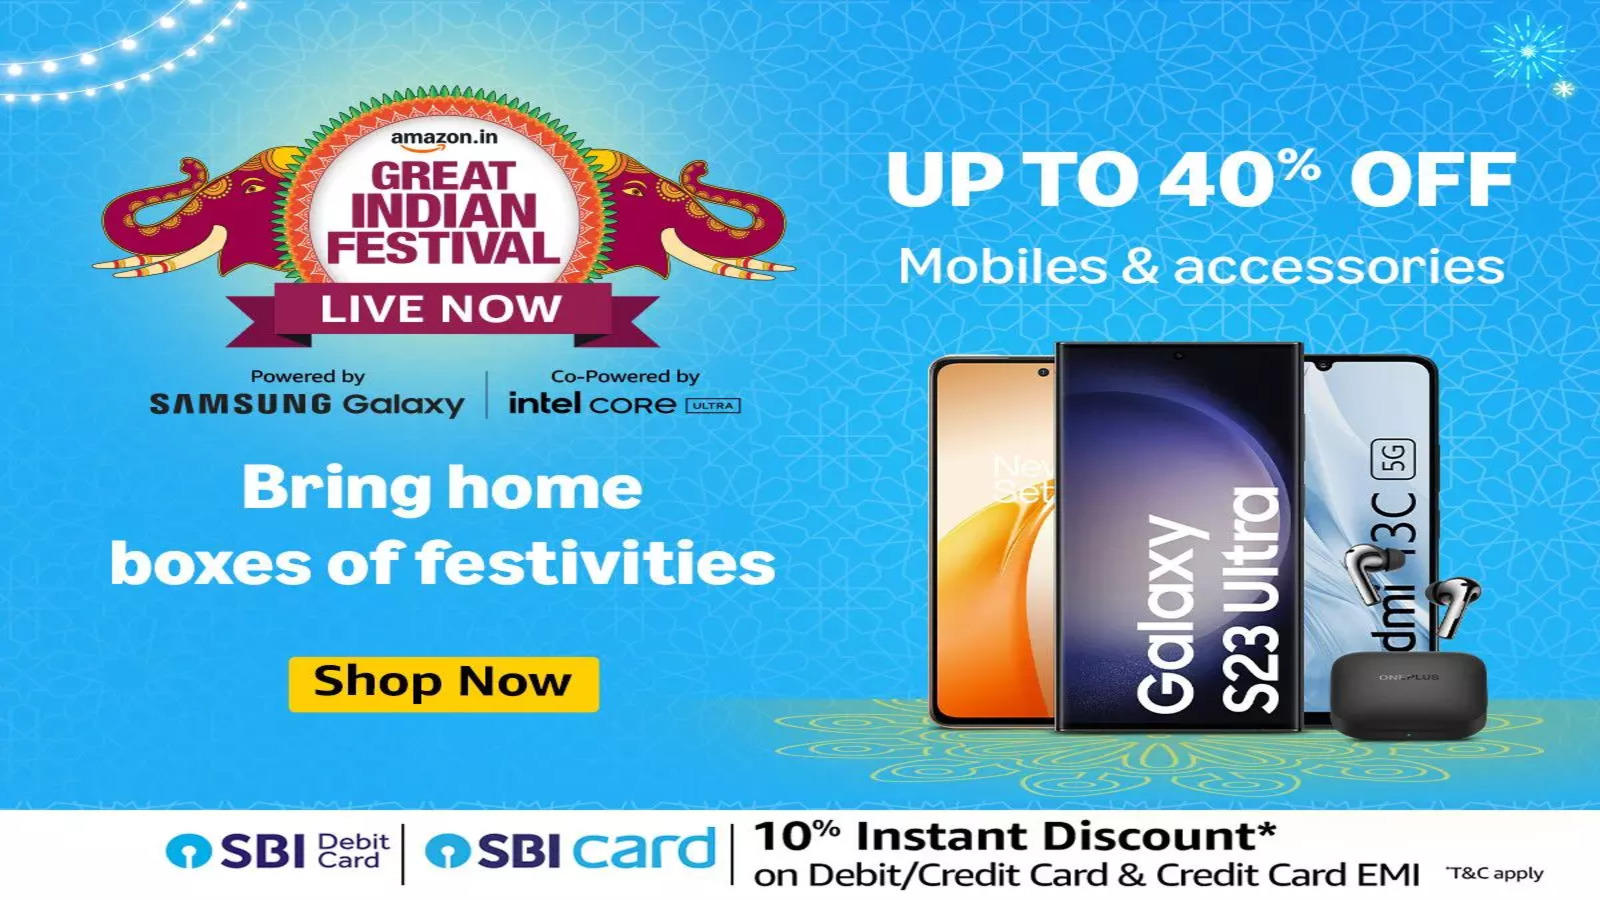 amazon.in
GREAT
INDIAN
FESTIVAL
LIVE NOW
Powered by
SAMSUNG Galaxy
Co-Powered by
intel CORE ULTRA
Bring home
boxes of festivities
Shop Now
UP TO 40% OFF
Mobiles & accessories
Galaxy
S23 Ultra
13C 5G
ONEPLUS
SBI Debit
Card
SBI card
10% Instant Discount*
on Debit/Credit Card & Credit Card EMI
*T&C apply